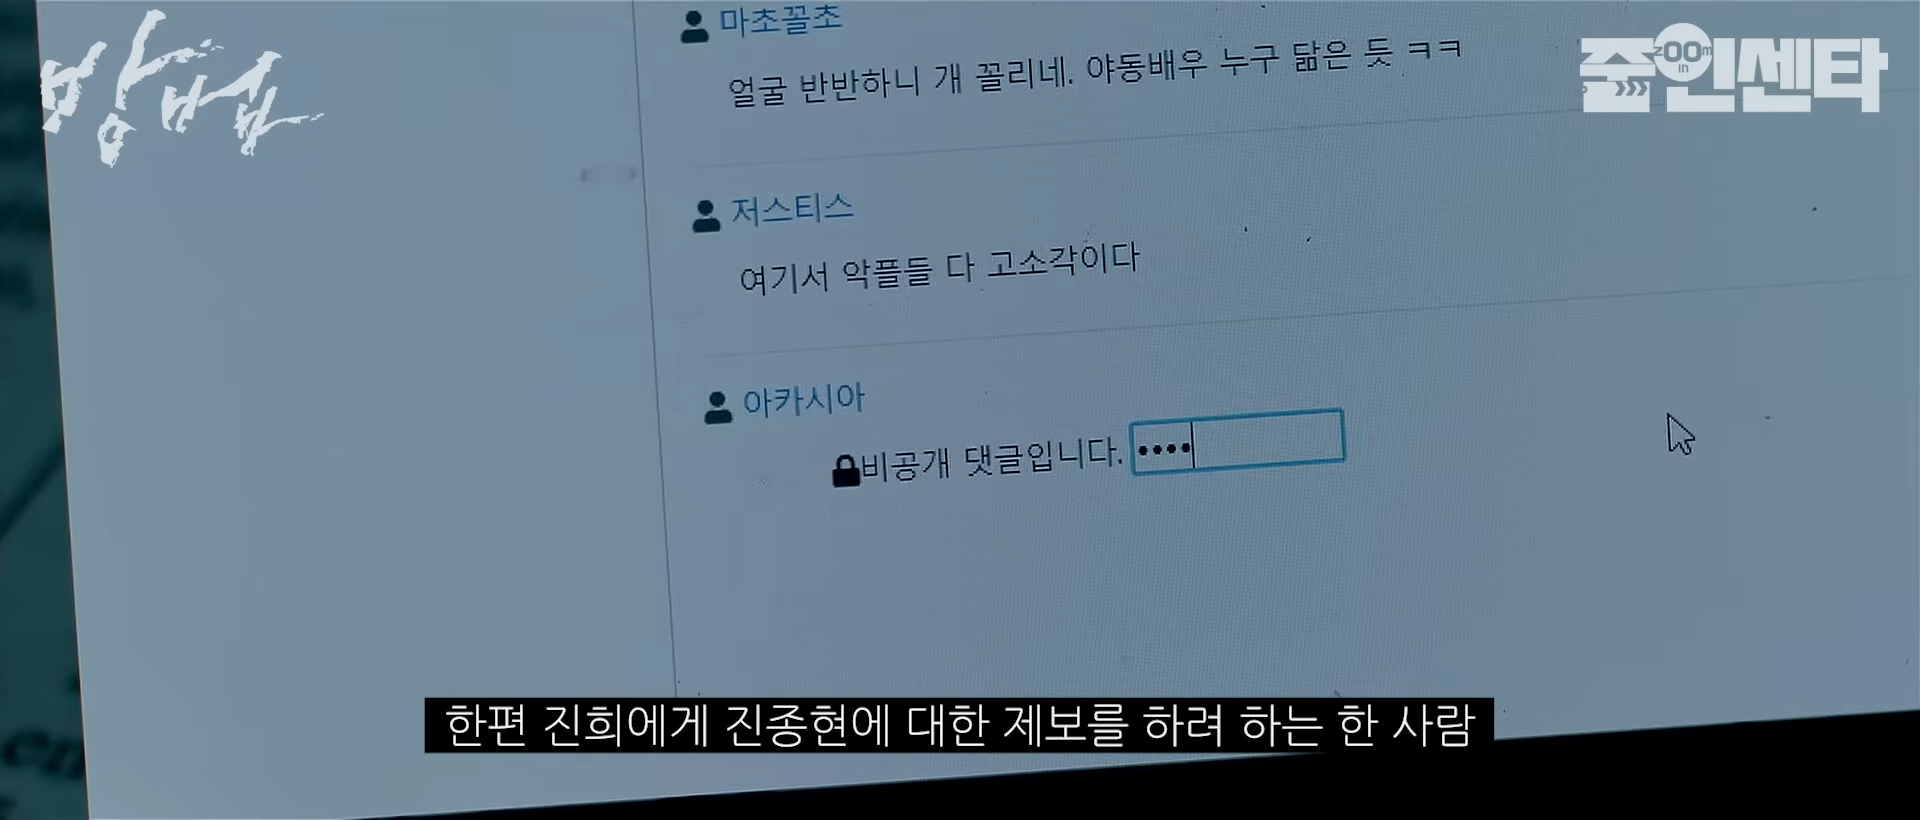 방법
줌인센타
ZOOm
in
마초꼴초
얼굴 반반하니 개 꼴리네. 야동배우 누구 닮은 듯 ㅋㅋ
저스티스
여기서 악플들 다 고소각이다
아카시아
비공개 댓글입니다. ••••
한편 진희에게 진종현에 대한 제보를 하려 하는 한 사람